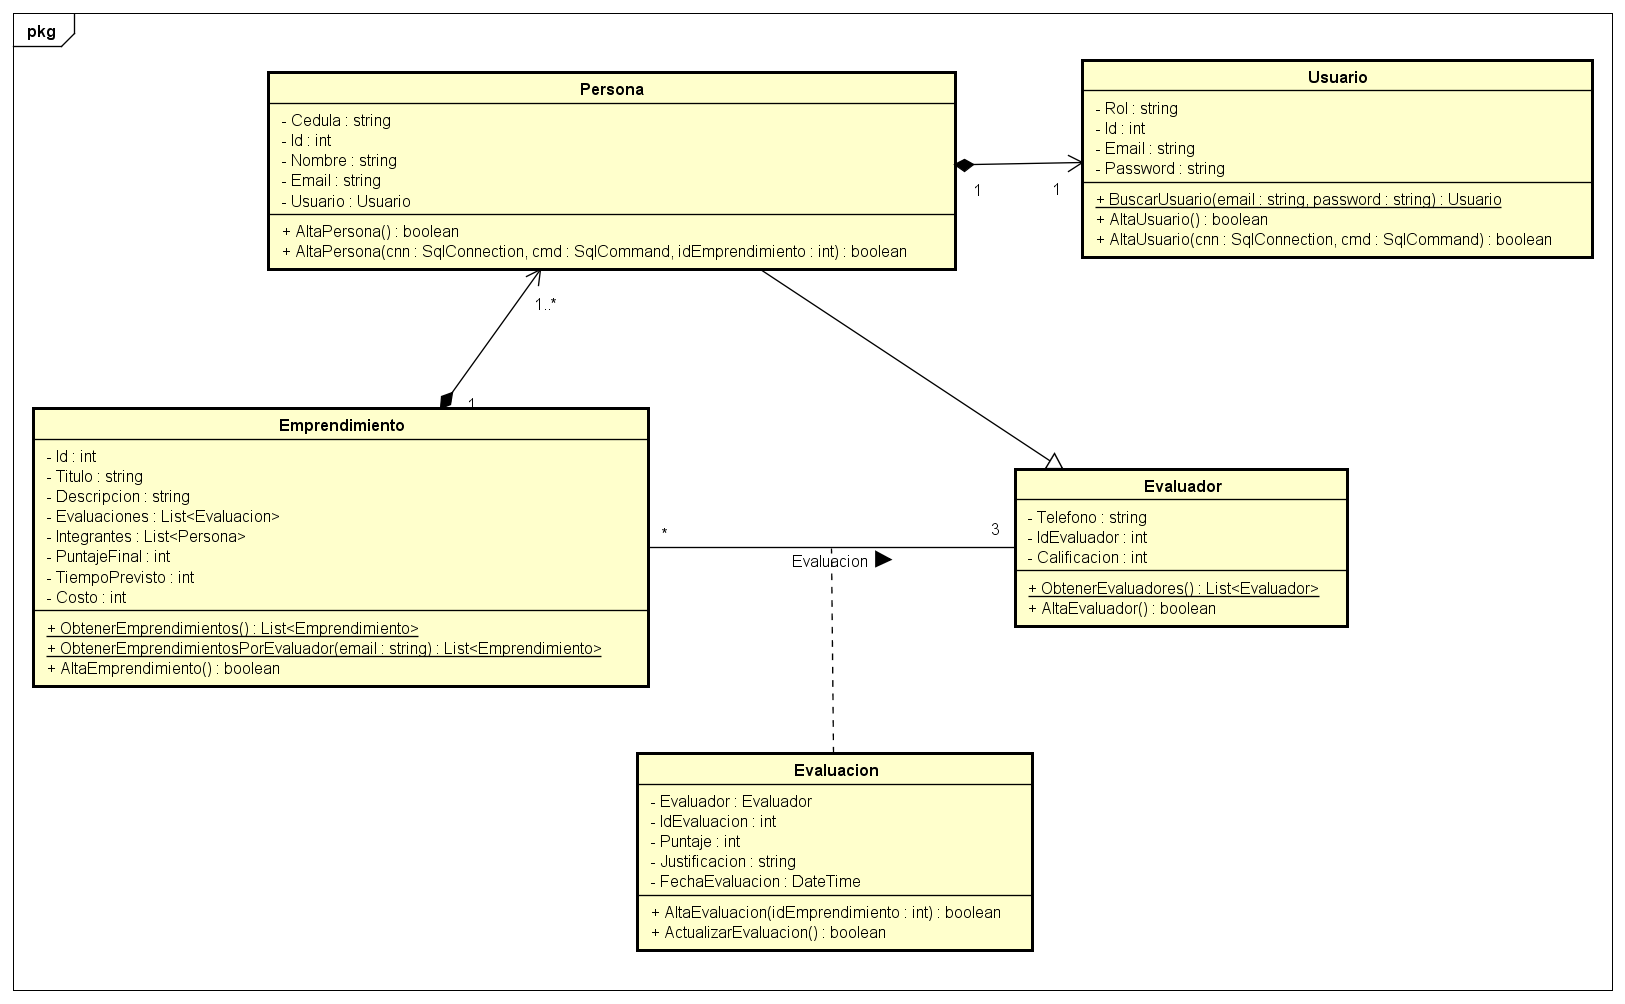 pkg
Persona
- Cedula : string
- Id : int
- Nombre : string
- Email : string
- Usuario : Usuario
+ AltaPersona() : boolean
+ AltaPersona(cnn : SqlConnection, cmd : SqlCommand, idEmprendimiento : int) : boolean
Usuario
- Rol : string
- Id : int
- Email : string
- Password : string
+ BuscarUsuario(email : string, password : string) : Usuario
+ AltaUsuario() : boolean
+ AltaUsuario(cnn : SqlConnection, cmd : SqlCommand) : boolean
1
1
1..*
1
Emprendimiento
- Id : int
- Titulo : string
- Descripcion : string
- Evaluaciones : List<Evaluacion>
- Integrantes : List<Persona>
- PuntajeFinal : int
- TiempoPrevisto : int
- Costo : int
+ ObtenerEmprendimientos() : List<Emprendimiento>
+ ObtenerEmprendimientosPorEvaluador(email : string) : List<Emprendimiento>
+ AltaEmprendimiento() : boolean
*
3
Evaluacion
Evaluador
- Telefono : string
- IdEvaluador : int
- Calificacion : int
+ ObtenerEvaluadores() : List<Evaluador>
+ AltaEvaluador() : boolean
Evaluacion
- Evaluador : Evaluador
- IdEvaluacion : int
- Puntaje : int
- Justificacion : string
- FechaEvaluacion : DateTime
+ AltaEvaluacion(idEmprendimiento : int) : boolean
+ ActualizarEvaluacion() : boolean